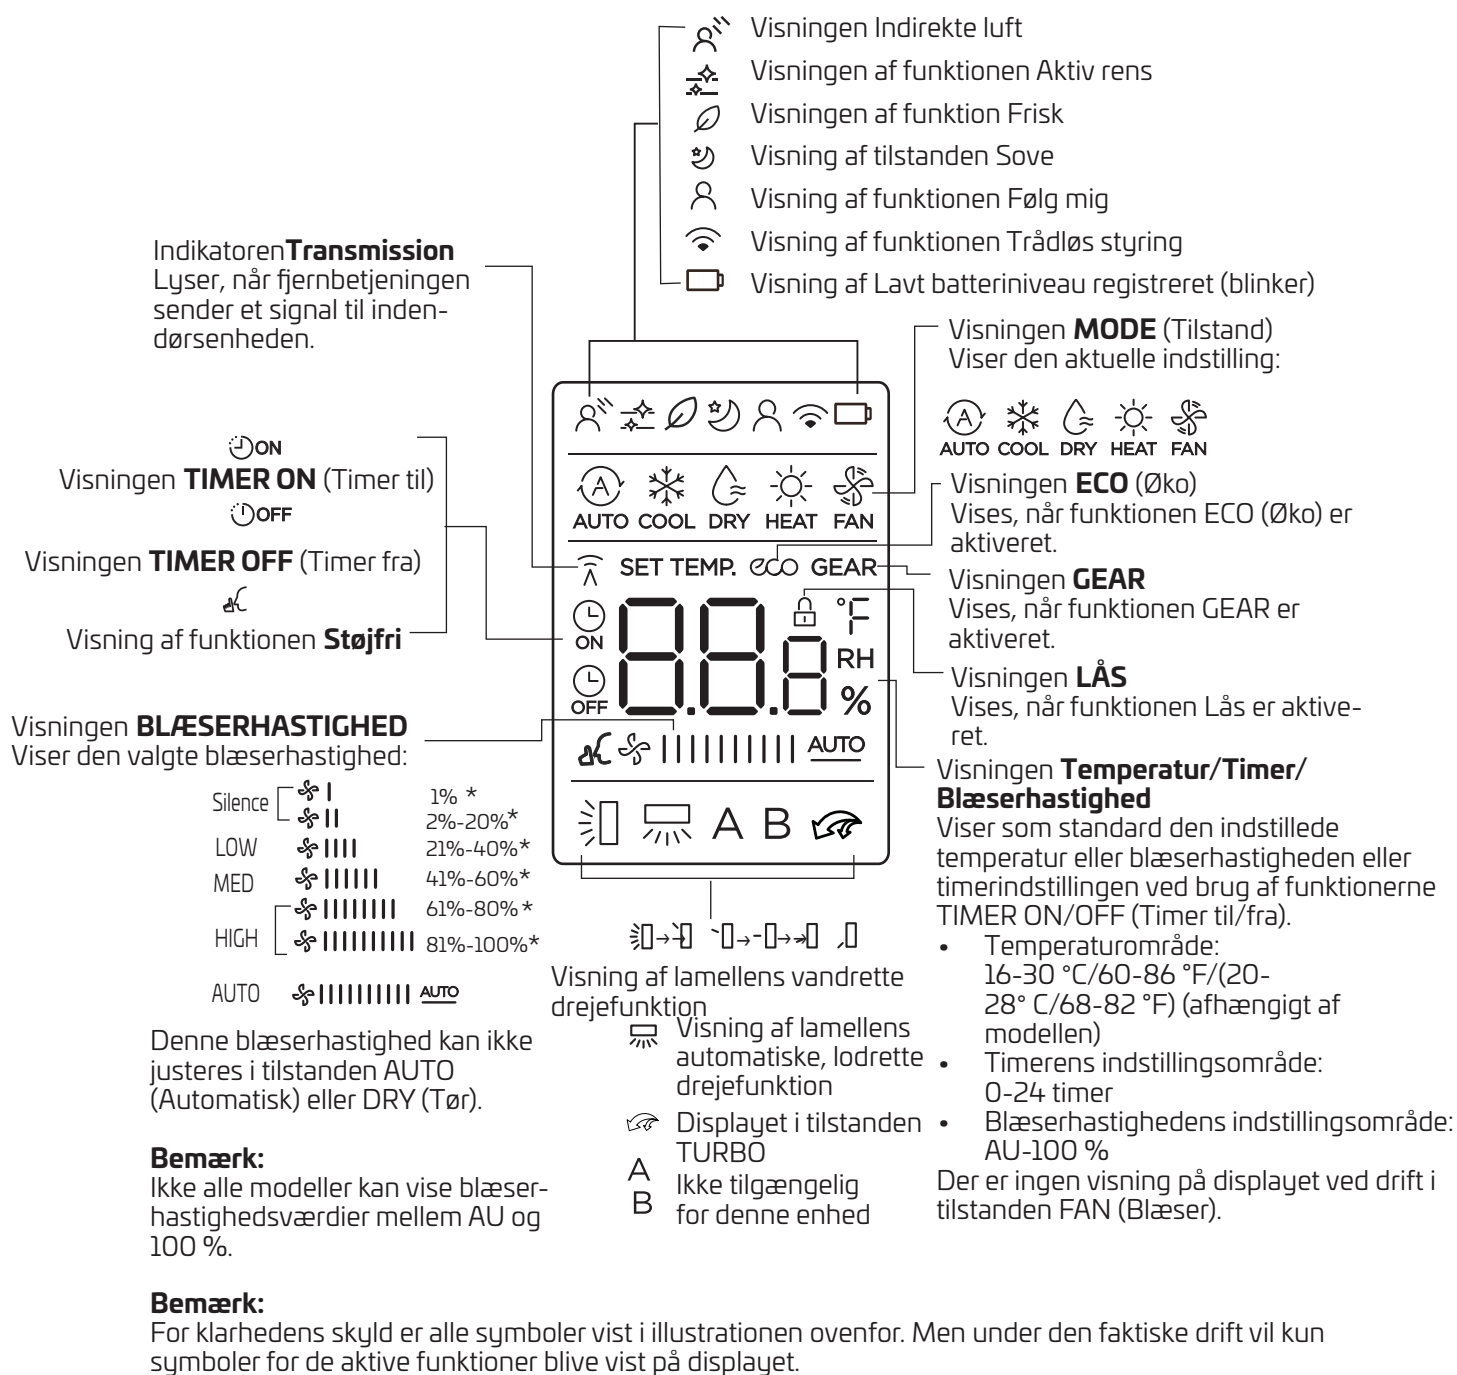 Visningen Indirekte luft
Visningen af funktionen Aktiv rens
Visningen af funktion Frisk
Visning af tilstanden Sove
Visning af funktionen Følg mig
Visning af funktionen Trådløs styring
Visning af Lavt batteriniveau registreret (blinker)
IndikatorenTransmission
Lyser, når fjernbetjeningen
sender et signal til inden-
dørsenheden.
ON
Visningen TIMER ON (Timer til)
OFF
Visningen TIMER OFF (Timer fra)
Visning af funktionen Støjfri
Visningen BLÆSERHASTIGHED
Viser den valgte blæserhastighed:
Silence 1% *
2%-20%*
LOW 21%-40%*
MED 41%-60%*
61%-80%*
HIGH 81%-100%*
AUTO AUTO
Denne blæserhastighed kan ikke
justeres i tilstanden AUTO
(Automatisk) eller DRY (Tør).
Bemærk:
Ikke alle modeller kan vise blæser-
hastighedsværdier mellem AU og
100 %.
A
AUTO COOL DRY HEAT FAN
SET TEMP. eco GEAR
ON
OFF
88.8 °F
RH
%
AUTO
A B
Visning af lamellens vandrette
drejefunktion
Visning af lamellens
automatiske, lodrette
drejefunktion
Displayet i tilstanden
TURBO
A Ikke tilgængelig
B for denne enhed
Visningen MODE (Tilstand)
Viser den aktuelle indstilling:
A
AUTO COOL DRY HEAT FAN
Visningen ECO (Øko)
Vises, når funktionen ECO (Øko) er
aktiveret.
Visningen GEAR
Vises, når funktionen GEAR er
aktiveret.
Visningen LÅS
Vises, når funktionen Lås er aktive-
ret.
Visningen Temperatur/Timer/
Blæserhastighed
Viser som standard den indstillede
temperatur eller blæserhastigheden eller
timerindstillingen ved brug af funktionerne
TIMER ON/OFF (Timer til/fra).
• Temperaturområde:
16-30 °C/60-86 °F/(20-
28° C/68-82 °F) (afhængigt af
modellen)
• Timerens indstillingsområde:
0-24 timer
• Blæserhastighedens indstillingsområde:
AU-100 %
Der er ingen visning på displayet ved drift i
tilstanden FAN (Blæser).
Bemærk:
For klarhedens skyld er alle symboler vist i illustrationen ovenfor. Men under den faktiske drift vil kun
symboler for de aktive funktioner blive vist på displayet.